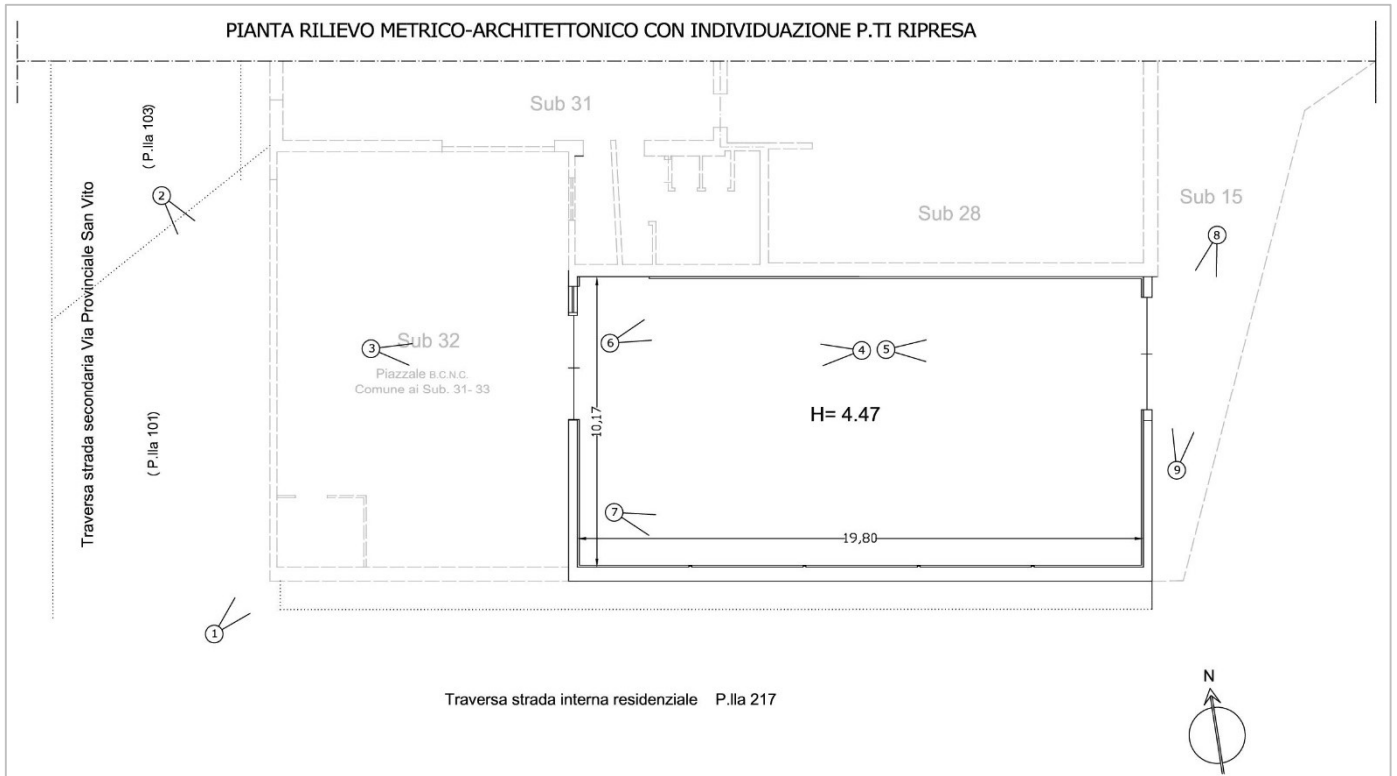 PIANTA RILIEVO METRICO-ARCHITETTONICO CON INDIVIDUAZIONE P.TI RIPRESA
Sub 31
( P.lla 103)
2
Sub 15
Sub 28
8
Traversa strada secondaria Via Provinciale San Vito
3
Sub 32
6
4
5
Piazzale B.C.N.C.
Comune ai Sub. 31- 33
H= 4.47
10,17
( P.lla 101)
9
7
19,80
1
Traversa strada interna residenziale P.lla 217
N